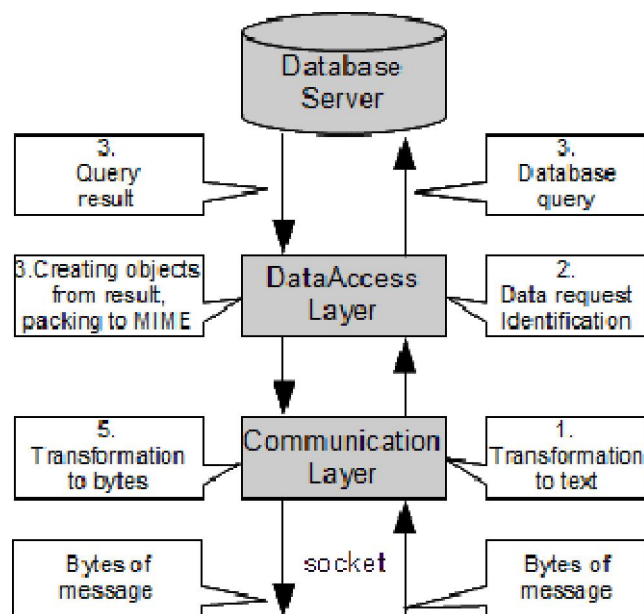 Database
Server
3.
Query
result
3.
Database
query
3.Creating objects
from result,
packing to MIME
DataAccess
Layer
2.
Data request
Identification
5.
Transformation
to bytes
Communication
Layer
1.
Transformation
to text
Bytes of
message
socket
Bytes of
message